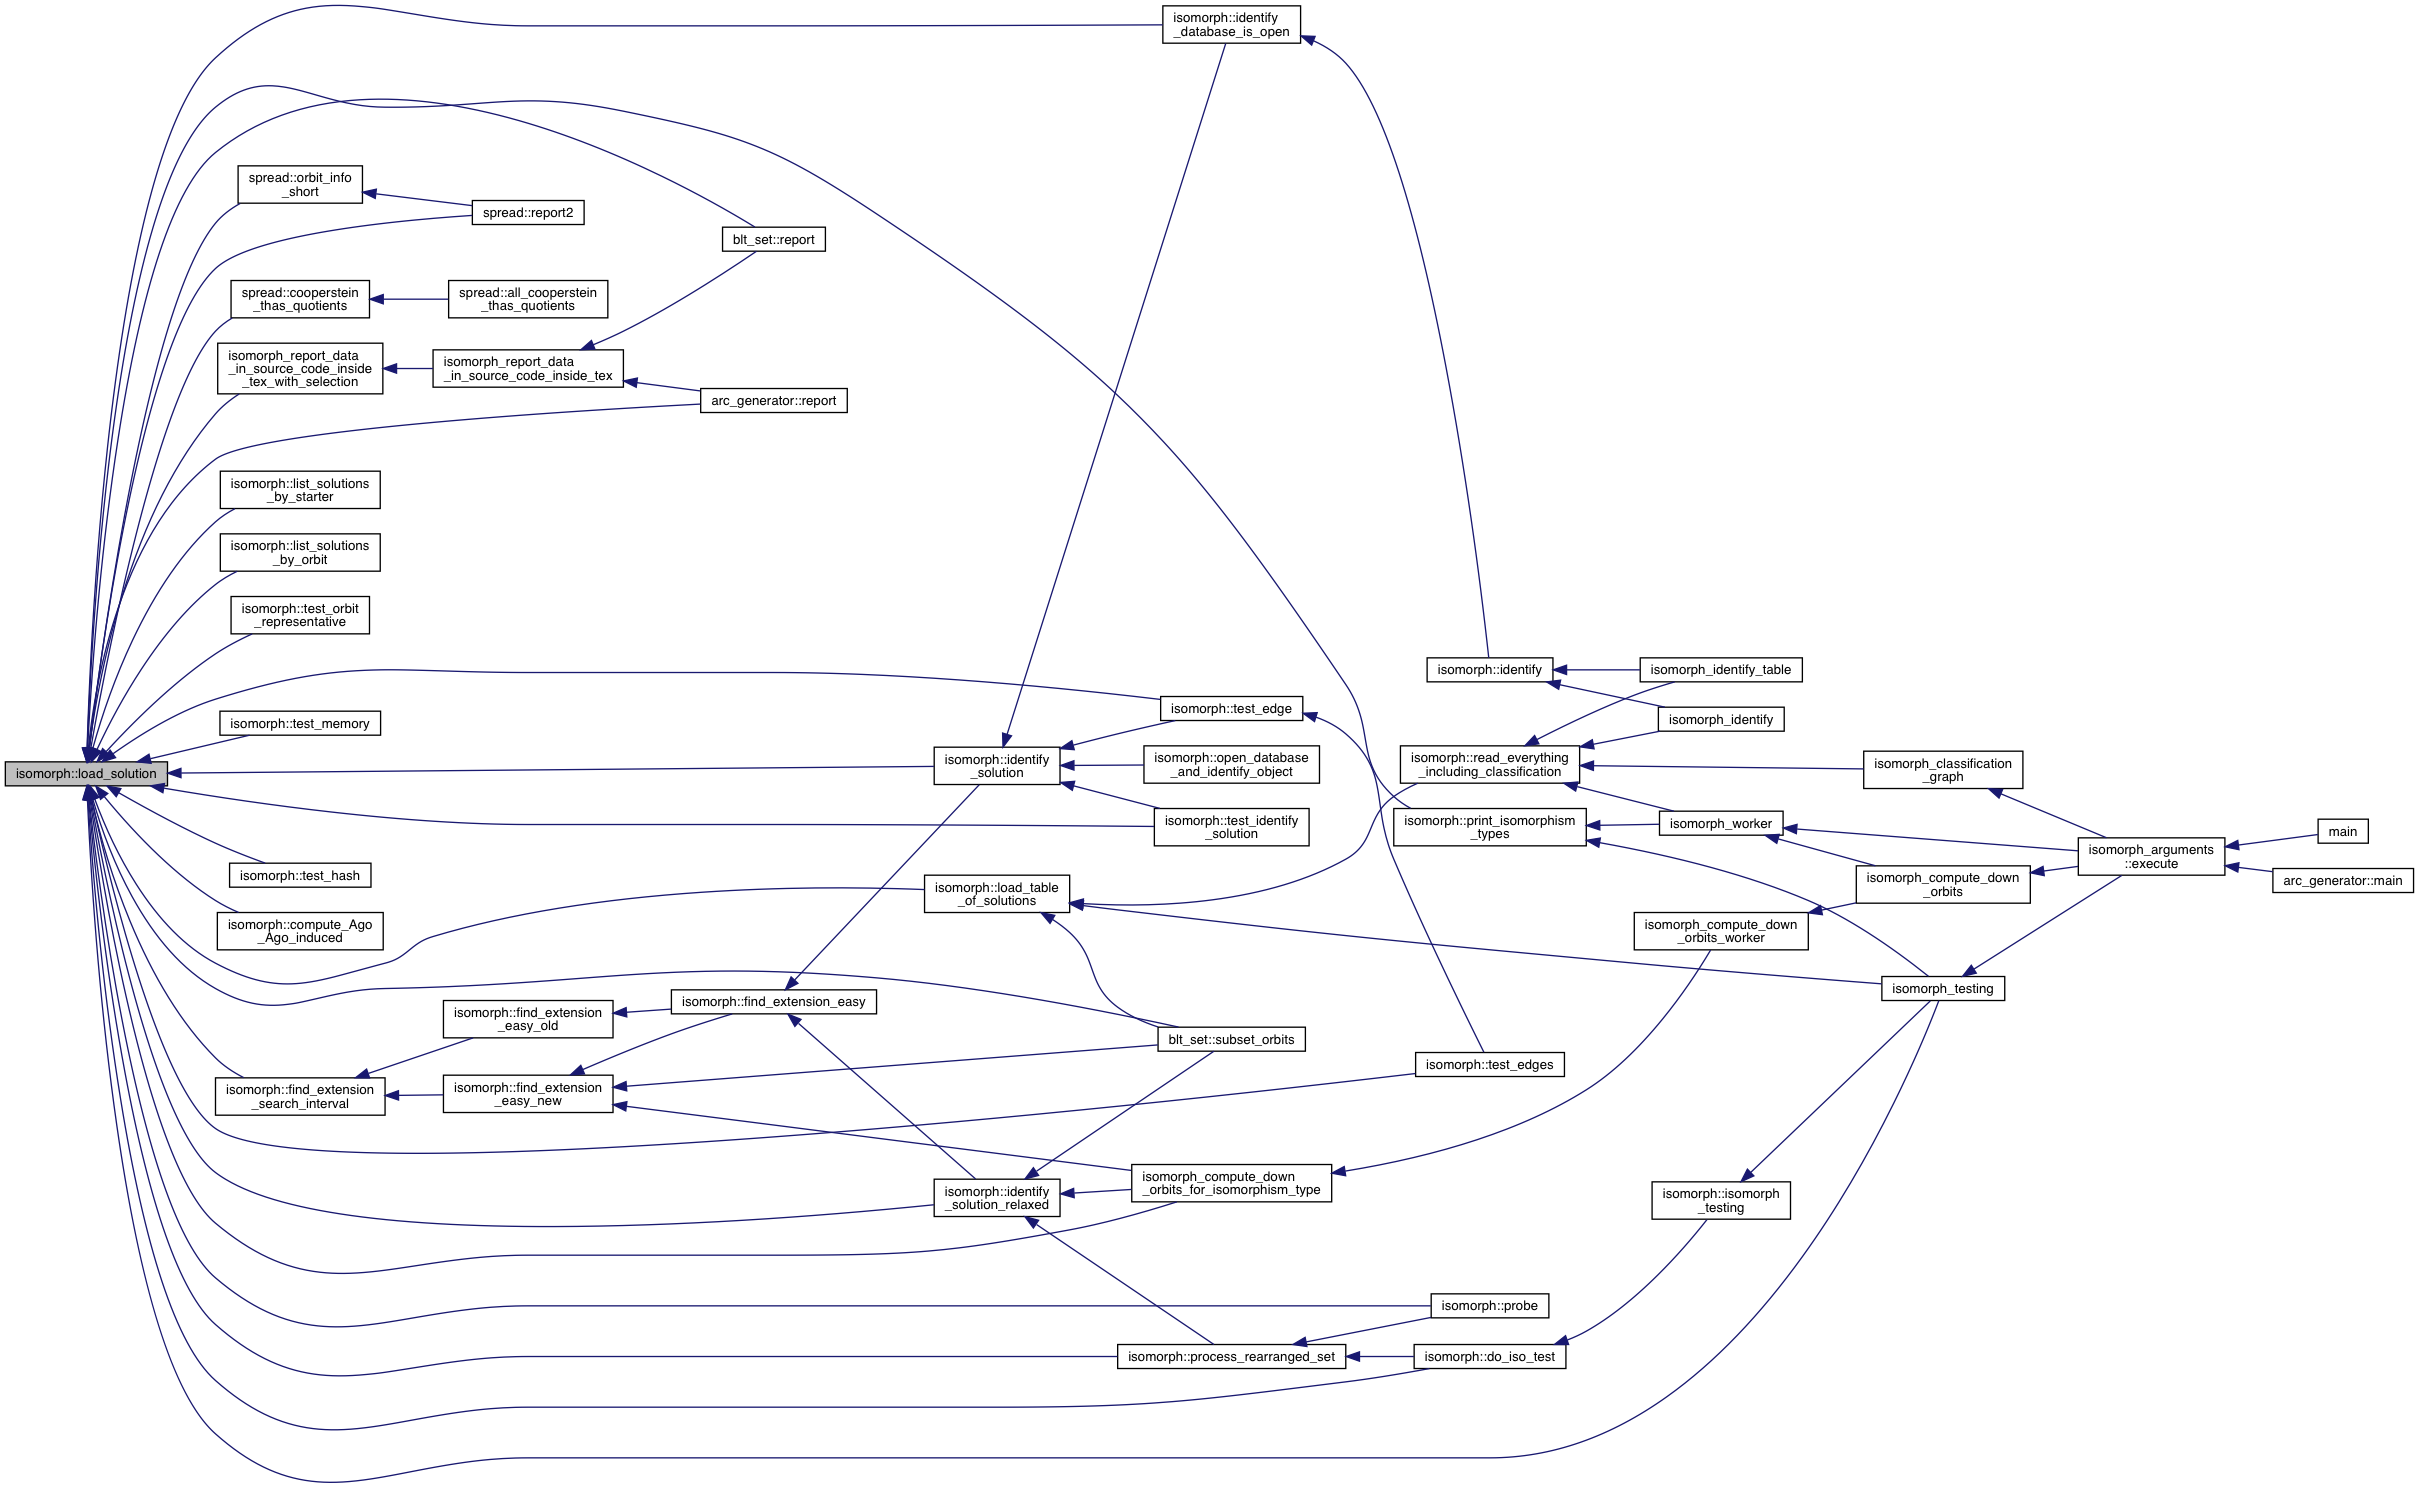 isomorph::identify
_database_is_open
spread::orbit_info
_short
spread::report2
blt_set::report
spread::cooperstein
_thas_quotients
spread::all_cooperstein
_thas_quotients
isomorph_report_data
_in_source_code_inside
_tex_with_selection
isomorph_report_data
_in_source_code_inside_tex
arc_generator::report
isomorph::list_solutions
_by_starter
isomorph::list_solutions
_by_orbit
isomorph::test_orbit
_representative
isomorph::identify
isomorph_identify_table
isomorph::test_edge
isomorph_identify
isomorph::test_memory
isomorph::load_solution
isomorph::identify
_solution
isomorph::open_database
_and_identify_object
isomorph::read_everything
_including_classification
isomorph_classification
_graph
isomorph::test_identify
_solution
isomorph::print_isomorphism
_types
isomorph_worker
main
isomorph_arguments
::execute
isomorph::test_hash
isomorph::load_table
_of_solutions
isomorph_compute_down
_orbits
arc_generator::main
isomorph::compute_Ago
_Ago_induced
isomorph_compute_down
_orbits_worker
isomorph_testing
isomorph::find_extension_easy
isomorph::find_extension
_easy_old
blt_set::subset_orbits
isomorph::test_edges
isomorph::find_extension
_search_interval
isomorph::find_extension
_easy_new
isomorph_compute_down
_orbits_for_isomorphism_type
isomorph::identify
_solution_relaxed
isomorph::isomorph
_testing
isomorph::probe
isomorph::process_rearranged_set
isomorph::do_iso_test